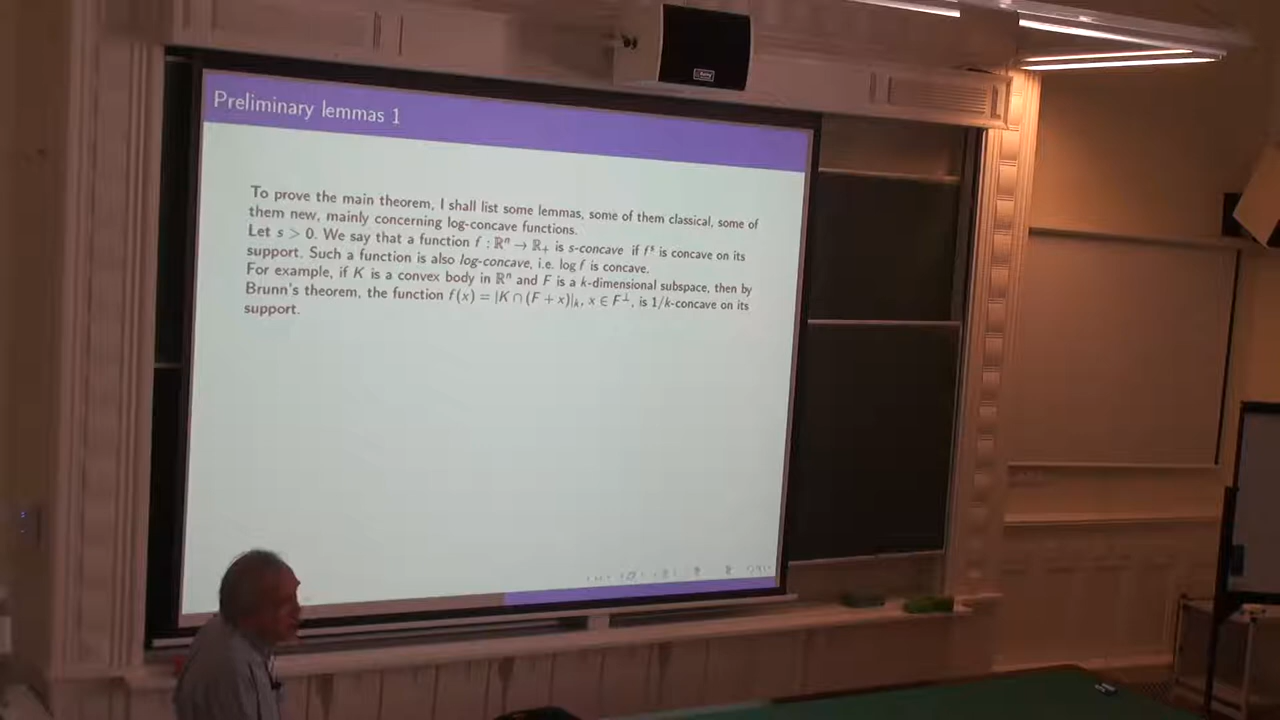 Preliminary lemmas 1
To prove the main theorem, I shall list some lemmas, some of them classical, some of
them new, mainly concerning log-concave functions.
Let s > 0. We say that a function f : ℝⁿ → ℝ₊ is s-concave if fˢ is concave on its
support. Such a function is also log-concave, i.e. log f is concave.
For example, if K is a convex body in ℝⁿ and F is a k-dimensional subspace, then by
Brunn's theorem, the function f(x) = |K ∩ (F + x)|ₖ, x ∈ F^⊥, is 1/k-concave on its
support.